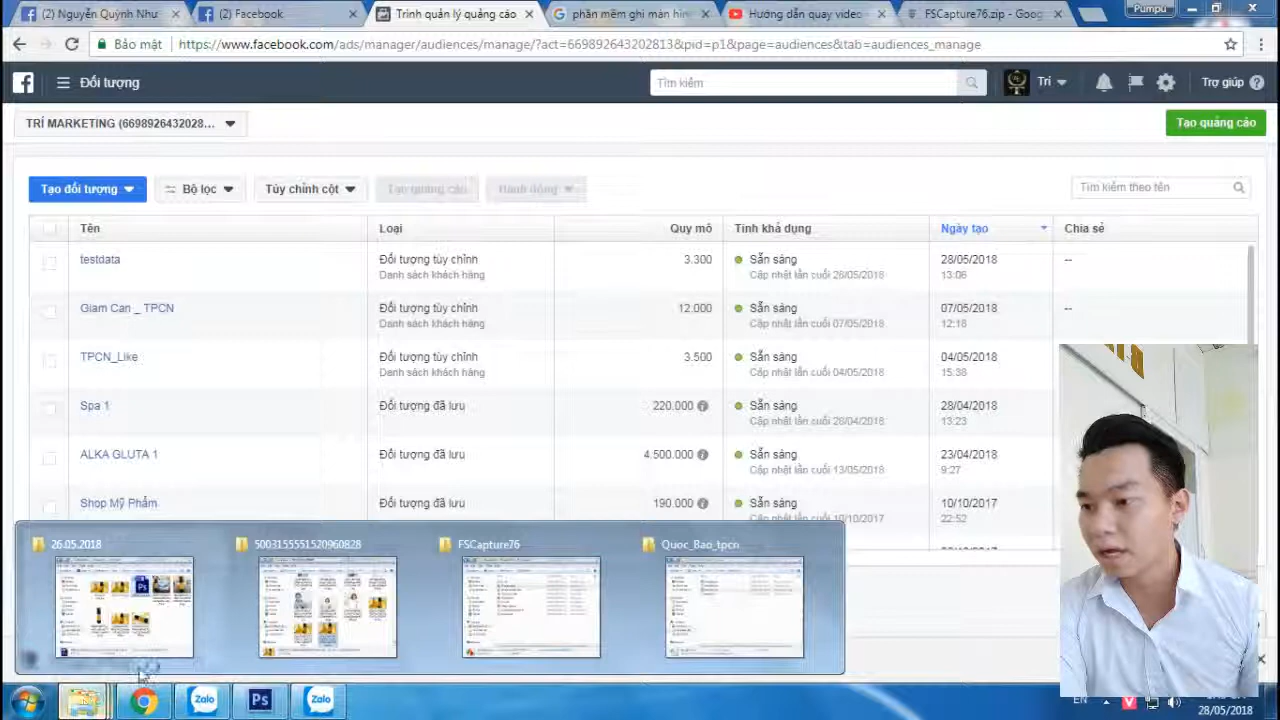 (2) Nguyễn Quỳnh Như
(2) Facebook
Trình quản lý quảng cáo
phần mềm ghi màn hìn
Hướng dẫn quay video
FSCapture76.zip - Goog
Pumpu
Bảo mật
https://www.facebook.com/ads/manager/audiences/manage/?act=669892643202813&pid=p1&page=audiences&tab=audiences_manage
Đối tượng
Tìm kiếm
Trí
Trợ giúp
TRÍ MARKETING (6698926432028...
Tạo quảng cáo
Tạo đối tượng
Bộ lọc
Tùy chỉnh cột
Tạo quảng cáo
Hành động
Tìm kiếm theo tên
Tên
Loại
Quy mô
Tính khả dụng
Ngày tạo
Chia sẻ
testdata
Đối tượng tùy chỉnh
Danh sách khách hàng
3.300
Sẵn sàng
Cập nhật lần cuối 28/05/2018
28/05/2018
13:06
--
Giam Can _ TPCN
Đối tượng tùy chỉnh
Danh sách khách hàng
12.000
Sẵn sàng
Cập nhật lần cuối 07/05/2018
07/05/2018
12:18
--
TPCN_Like
Đối tượng tùy chỉnh
Danh sách khách hàng
3.500
Sẵn sàng
Cập nhật lần cuối 04/05/2018
04/05/2018
15:38
Spa 1
Đối tượng đã lưu
220.000
Sẵn sàng
Cập nhật lần cuối 28/04/2018
28/04/2018
13:23
ALKA GLUTA 1
Đối tượng đã lưu
4.500.000
Sẵn sàng
Cập nhật lần cuối 13/05/2018
23/04/2018
9:27
Shop Mỹ Phẩm
Đối tượng đã lưu
190.000
Sẵn sàng
Cập nhật lần cuối 10/10/2017
10/10/2017
22:52
26.05.2018
5003155551520960828
FSCapture76
Quoc_Bao_tpcn
Zalo
Ps
Zalo
EN
28/05/2018